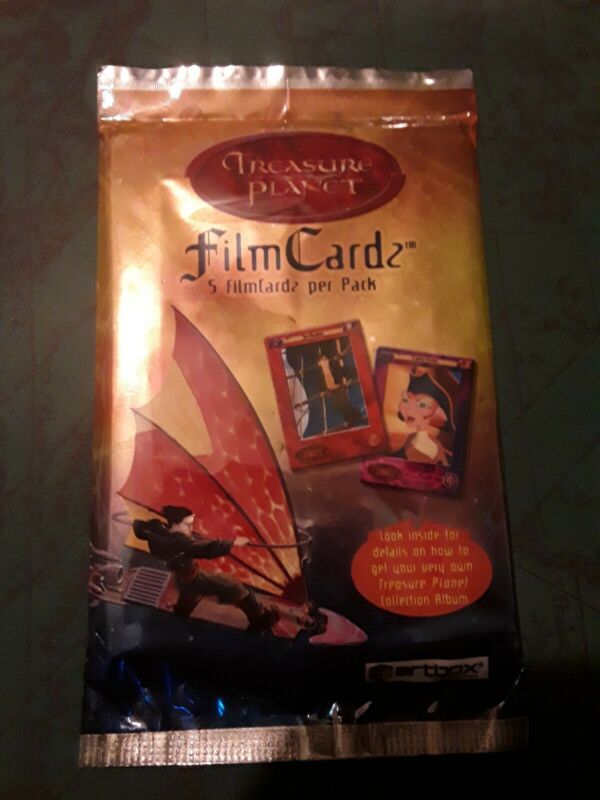 TREASURE
PLANET
FilmCardz™
5 filmCardz per Pack
Look inside for
details on how to
get your very own
Treasure Planet
Collection Album
artbox